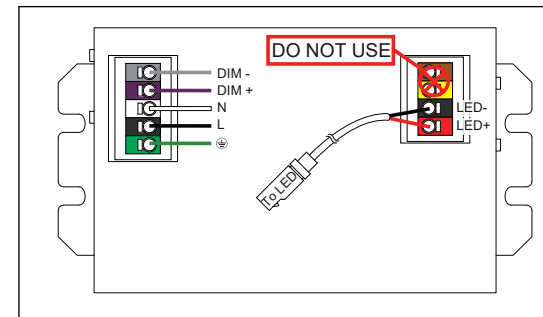 DO NOT USE
DIM -
DIM +
N
L
LED-
LED+
To LED